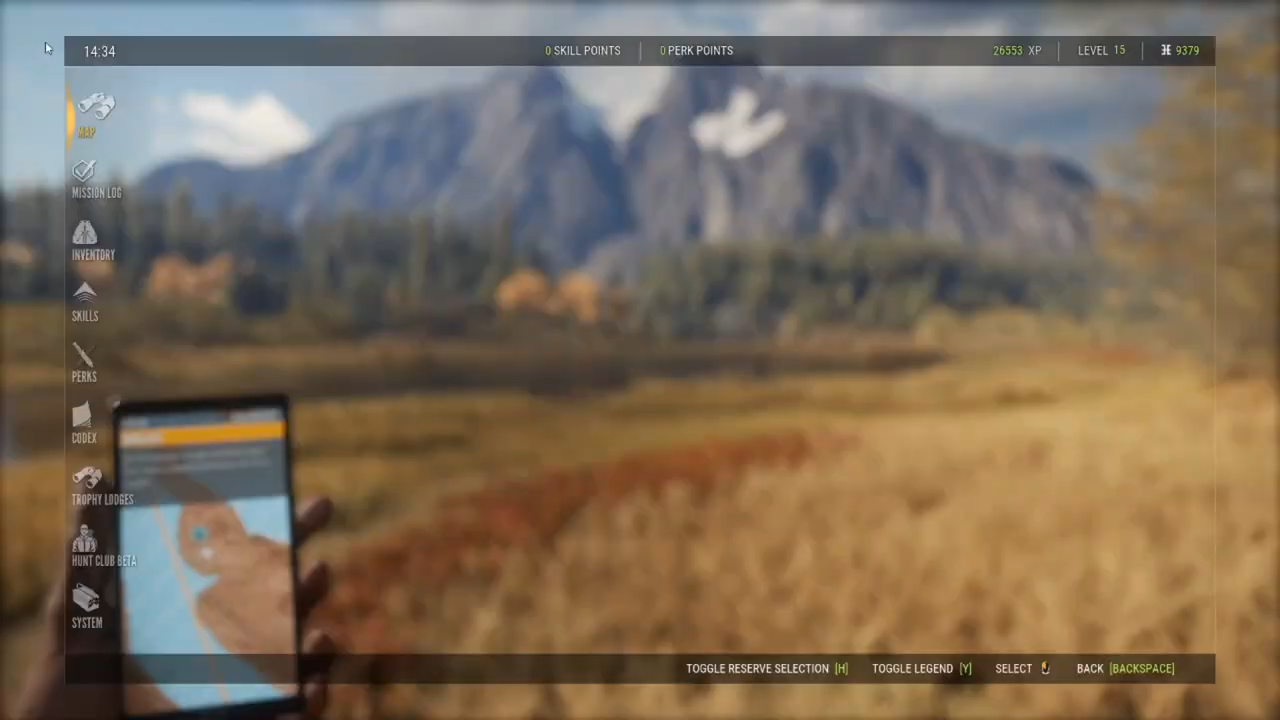 14:34
0 SKILL POINTS
0 PERK POINTS
26553 XP
LEVEL 15
9379
MAP
MISSION LOG
INVENTORY
SKILLS
PERKS
CODEX
TROPHY LODGES
HUNT CLUB BETA
SYSTEM
TOGGLE RESERVE SELECTION [H]
TOGGLE LEGEND [Y]
SELECT
BACK [BACKSPACE]